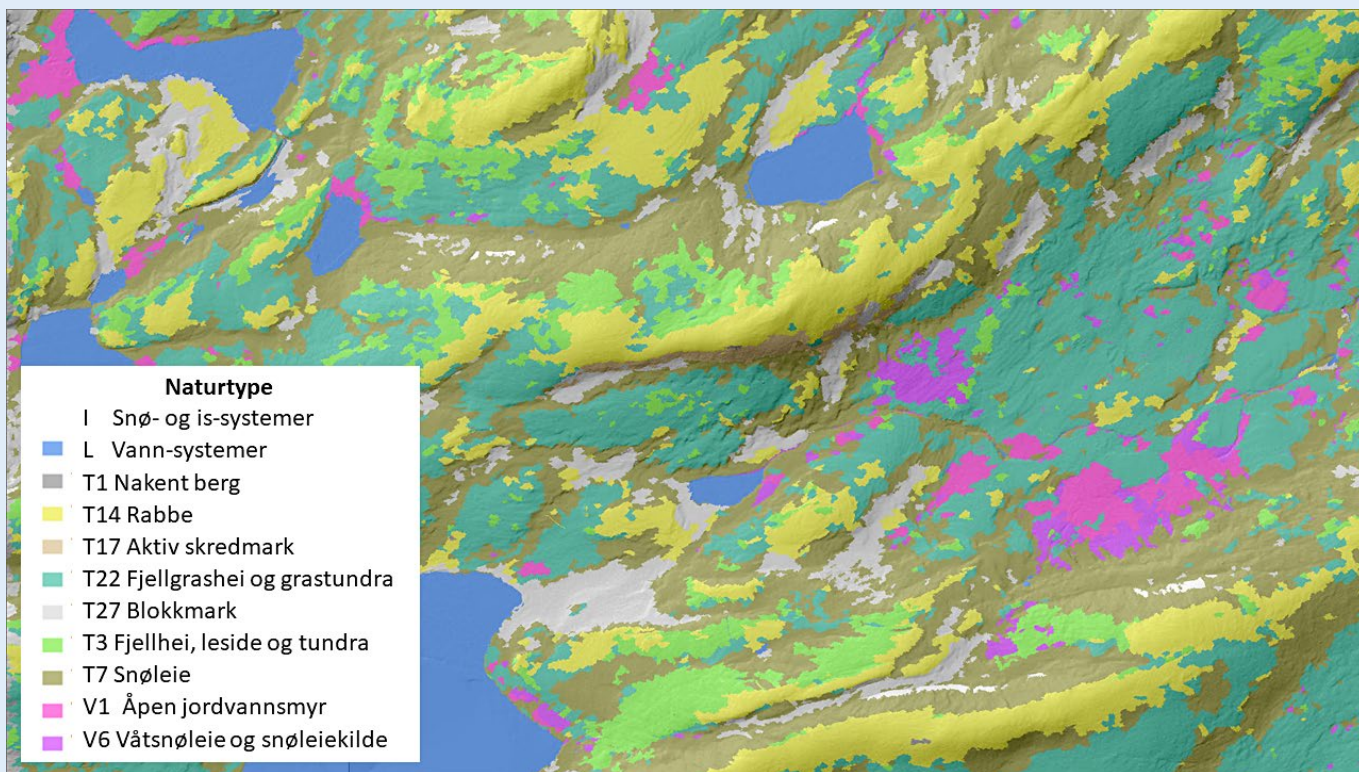 Naturtype
I Snø- og is-systemer
L Vann-systemer
T1 Nakent berg
T14 Rabbe
T17 Aktiv skredmark
T22 Fjellgrashei og grastundra
T27 Blokkmark
T3 Fjellhei, leside og tundra
T7 Snøleie
V1 Åpen jordvannsmyr
V6 Våtsnøleie og snøleiekilde